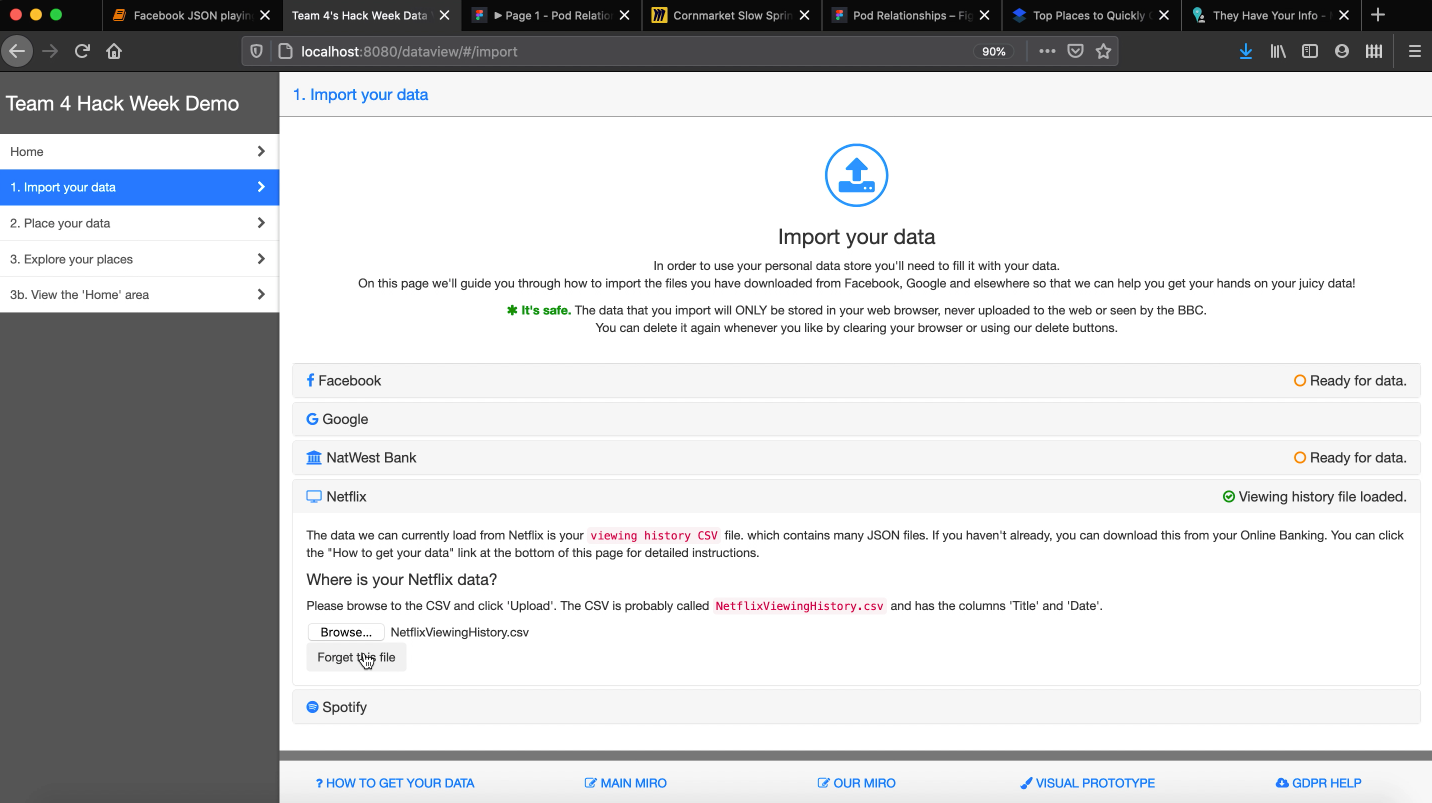 Facebook JSON playin
Team 4's Hack Week Data
▶ Page 1 - Pod Relation
Cornmarket Slow Sprin
Pod Relationships – Fig
Top Places to Quickly
They Have Your Info -
localhost:8080/dataview/#/import
90%
Team 4 Hack Week Demo
Home
1. Import your data
2. Place your data
3. Explore your places
3b. View the 'Home' area
1. Import your data
Import your data
In order to use your personal data store you'll need to fill it with your data.
On this page we'll guide you through how to import the files you have downloaded from Facebook, Google and elsewhere so that we can help you get your hands on your juicy data!
✱ It's safe. The data that you import will ONLY be stored in your web browser, never uploaded to the web or seen by the BBC.
You can delete it again whenever you like by clearing your browser or using our delete buttons.
Facebook
Ready for data.
Google
NatWest Bank
Ready for data.
Netflix
Viewing history file loaded.
The data we can currently load from Netflix is your viewing history CSV file. which contains many JSON files. If you haven't already, you can download this from your Online Banking. You can click
the "How to get your data" link at the bottom of this page for detailed instructions.
Where is your Netflix data?
Please browse to the CSV and click 'Upload'. The CSV is probably called NetflixViewingHistory.csv and has the columns 'Title' and 'Date'.
Browse... NetflixViewingHistory.csv
Forget this file
Spotify
? HOW TO GET YOUR DATA
MAIN MIRO
OUR MIRO
VISUAL PROTOTYPE
GDPR HELP